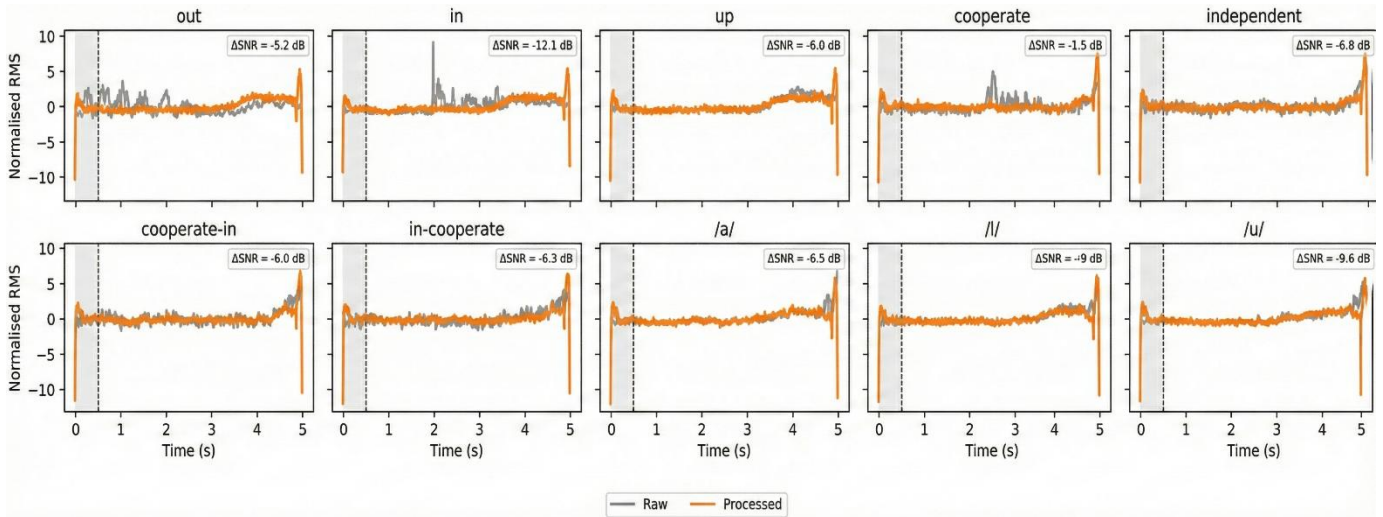 out in up cooperate independent
ΔSNR = -5.2 dB ΔSNR = -12.1 dB ΔSNR = -6.0 dB ΔSNR = -1.5 dB ΔSNR = -6.8 dB
Normalised RMS
10
5
0
−5
−10
cooperate-in in-cooperate /a/ /l/ /u/
ΔSNR = -6.0 dB ΔSNR = -6.3 dB ΔSNR = -6.5 dB ΔSNR = -9 dB ΔSNR = -9.6 dB
Normalised RMS
10
5
0
−5
−10
0 1 2 3 4 5 0 1 2 3 4 5 0 1 2 3 4 5 0 1 2 3 4 5 0 1 2 3 4 5
Time (s) Time (s) Time (s) Time (s) Time (s)
Raw Processed